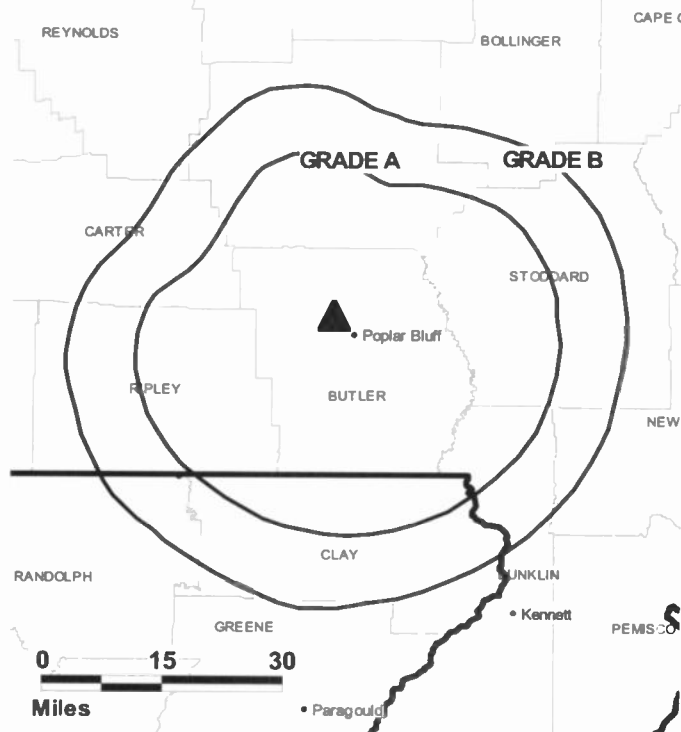 CAPE
REYNOLDS
BOLLINGER
GRADE A
GRADE B
CARTER
STODDARD
Poplar Bluff
RIPLEY
BUTLER
NEW
CLAY
RANDOLPH
DUNKLIN
Kennett
GREENE
PEMISCO
0 15 30
Miles
Paragould